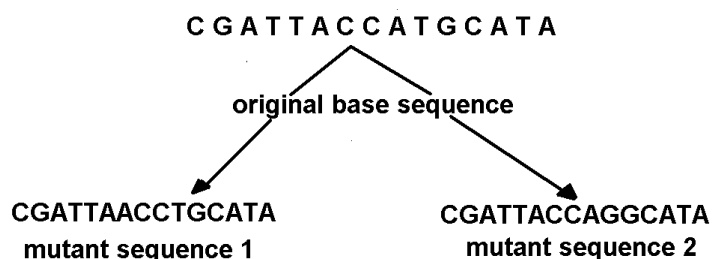 C G A T T A C C A T G C A T A
original base sequence
CGATTAACCTGCATA
mutant sequence 1
CGATTACCAGGCATA
mutant sequence 2